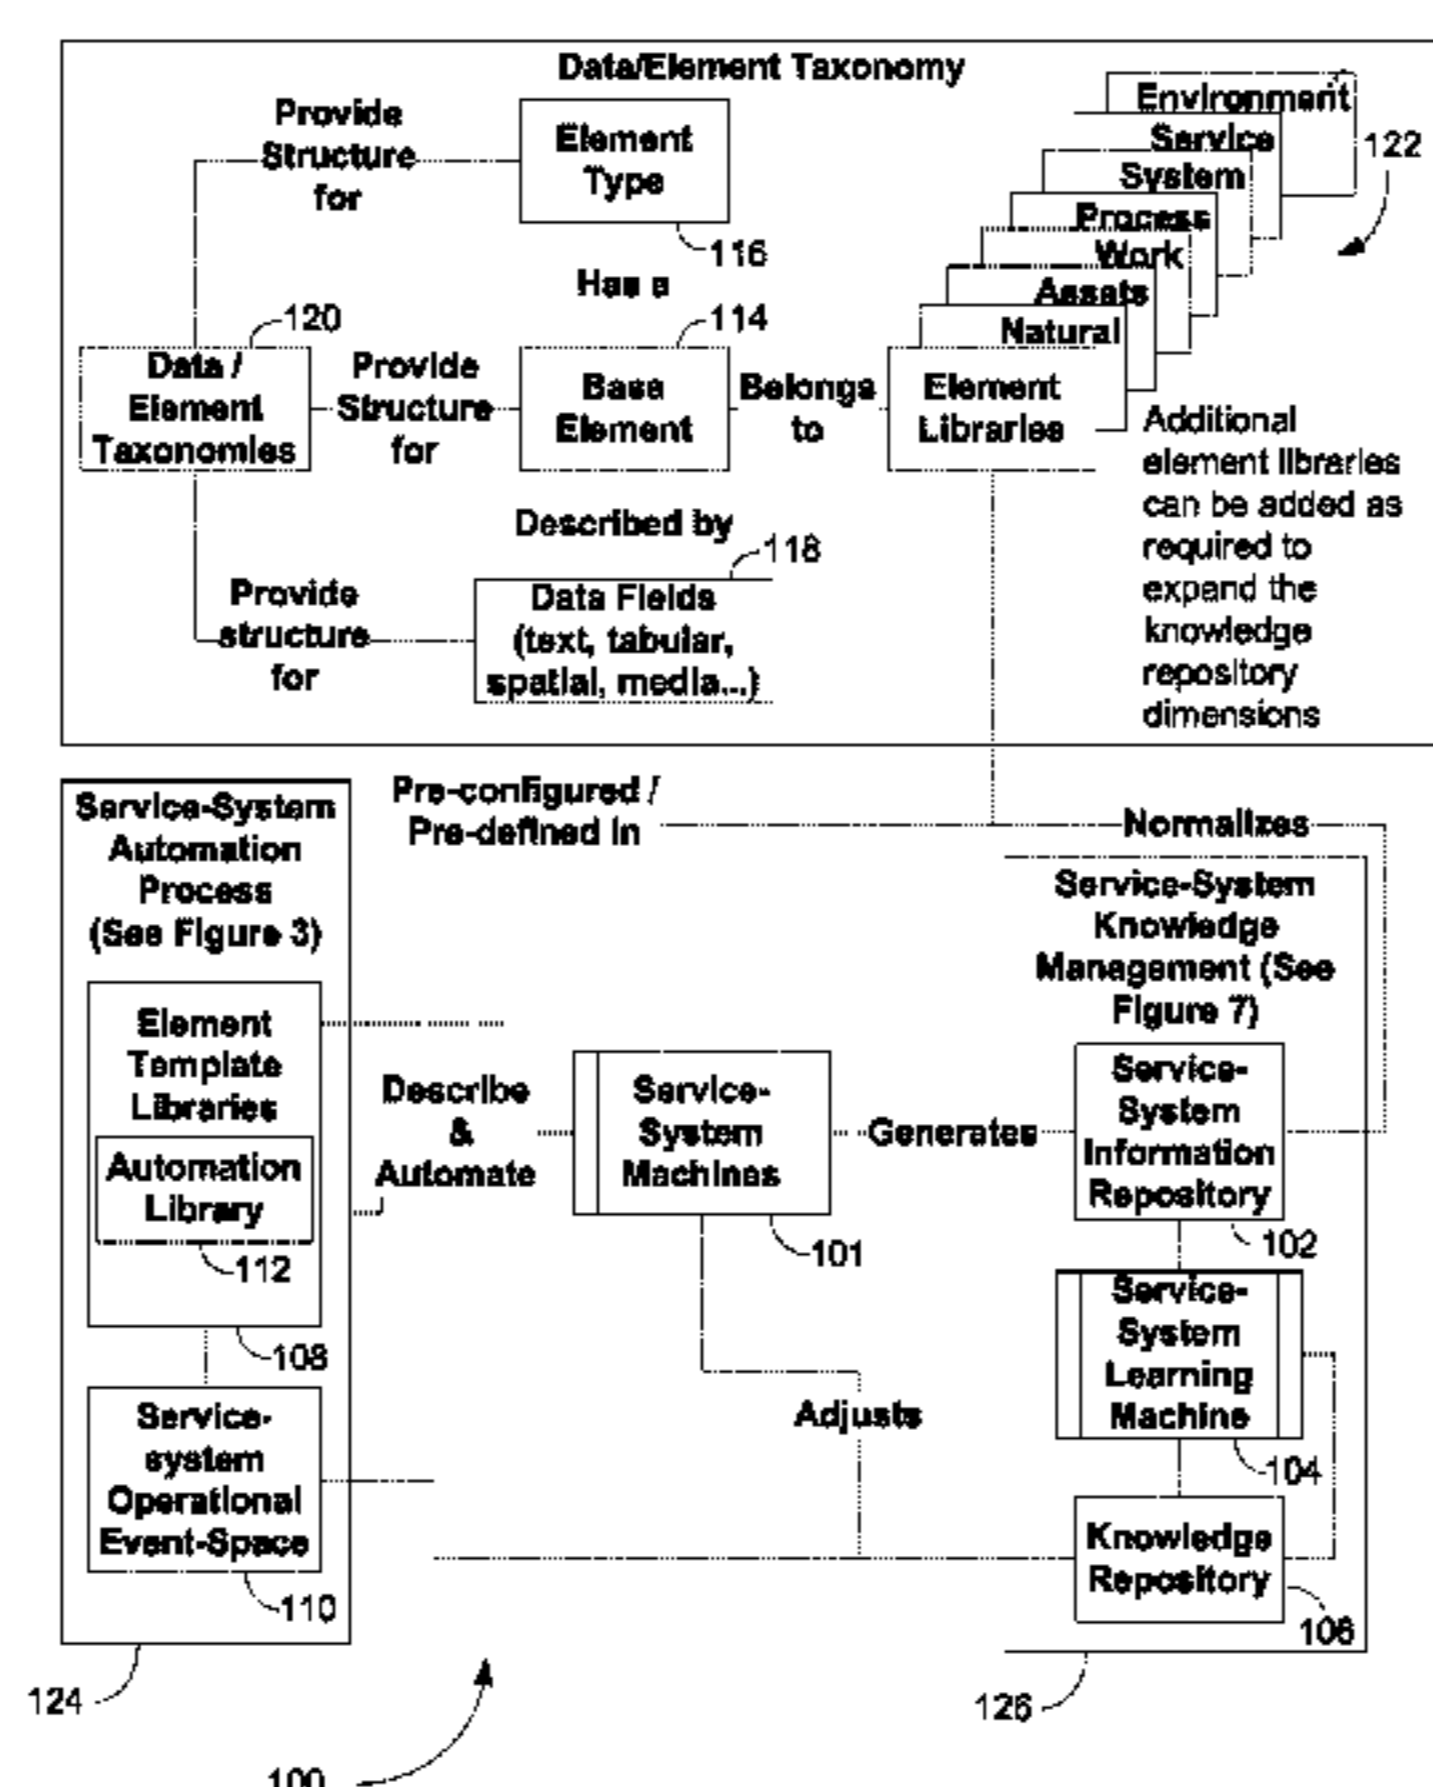 Data/Element Taxonomy
Provide
Structure
for
Element
Type
116
Has a
Environment
Service
System
Process
Work
Assets
Natural
122
120
Data /
Element
Taxonomies
Provide
Structure
for
114
Base
Element
Belongs
to
Element
Libraries
Additional
element libraries
can be added as
required to
expand the
knowledge
repository
dimensions
Described by
118
Provide
structure
for
Data Fields
(text, tabular,
spatial, media...)
Service-System
Automation
Process
(See Figure 3)
Pre-configured /
Pre-defined in
Normalizes
Service-System
Knowledge
Management (See
Figure 7)
Element
Template
Libraries
Automation
Library
112
108
Describe
&
Automate
Service-
System
Machines
101
Generates
Service-
System
Information
Repository
102
Service-
System
Learning
Machine
104
Adjusts
Service-
system
Operational
Event-Space
110
Knowledge
Repository
106
124
126
100